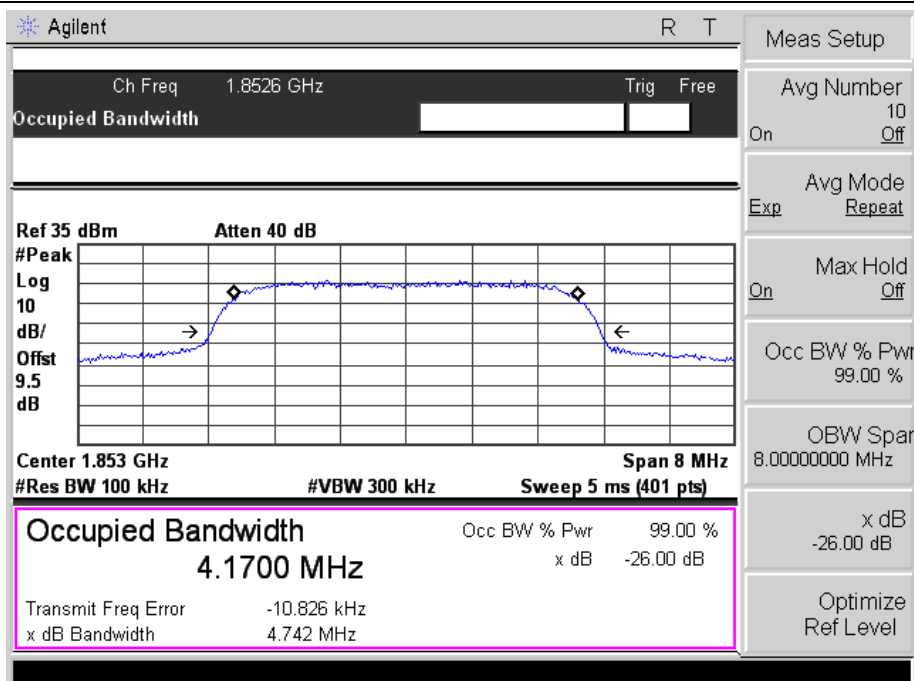 Agilent
R T
Ch Freq 1.8526 GHz Trig Free
Occupied Bandwidth
Ref 35 dBm Atten 40 dB
#Peak
Log
10
dB/
Offst
9.5
dB
Center 1.853 GHz Span 8 MHz
#Res BW 100 kHz #VBW 300 kHz Sweep 5 ms (401 pts)
Occupied Bandwidth
4.1700 MHz
Occ BW % Pwr 99.00 %
x dB -26.00 dB
Transmit Freq Error -10.826 kHz
x dB Bandwidth 4.742 MHz
Meas Setup
Avg Number
10
On Off
Avg Mode
Exp Repeat
Max Hold
On Off
Occ BW % Pwr
99.00 %
OBW Span
8.00000000 MHz
x dB
-26.00 dB
Optimize
Ref Level